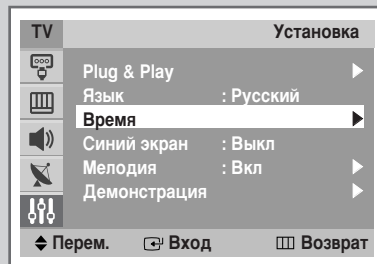 TV Установка
Plug & Play
Язык : Русский
Время
Синий экран : Выкл
Мелодия : Вкл
Демонстрация
Перем. Вход Возврат